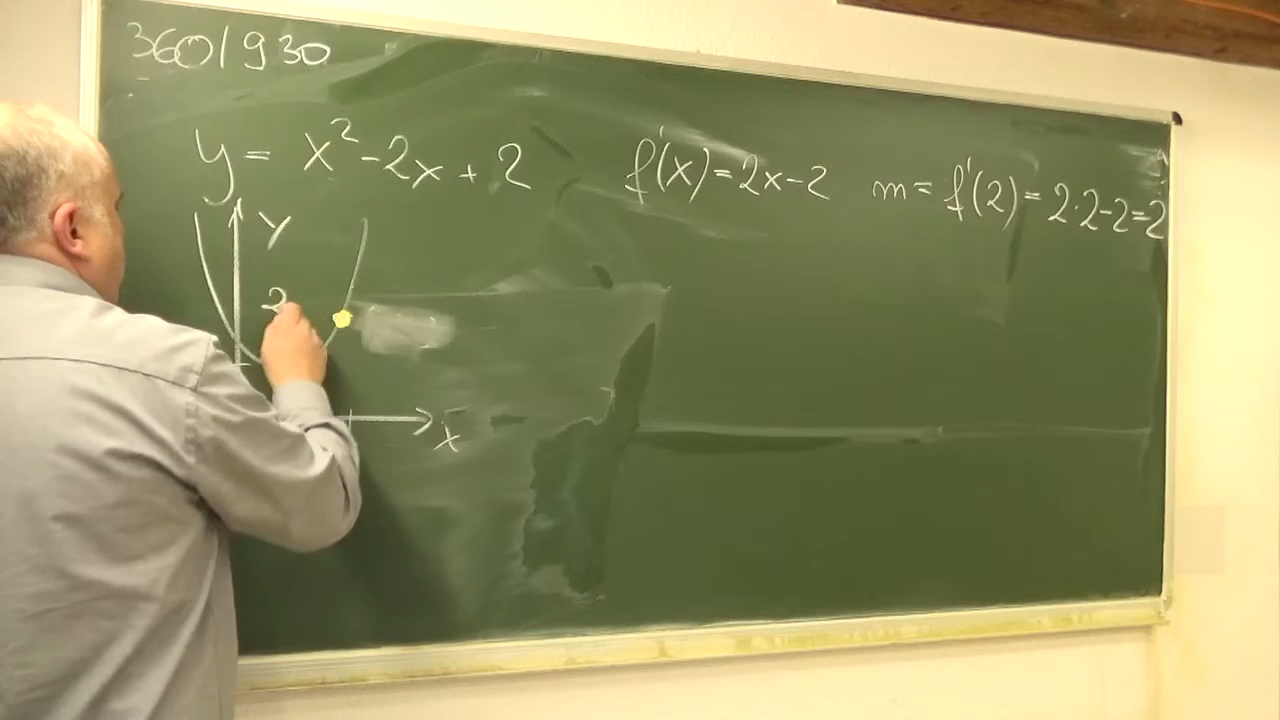 360/930
y = x² - 2x + 2 f'(x) = 2x-2 m = f'(2) = 2·2-2=2
y
2
x